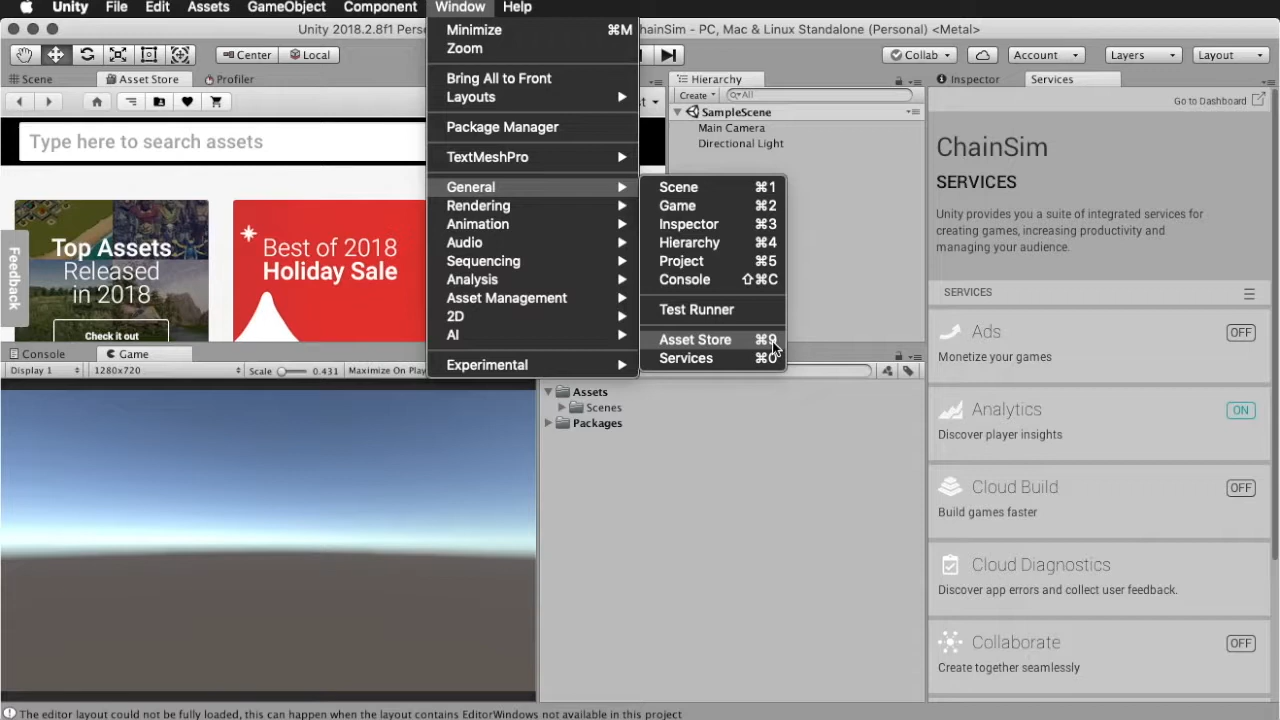 Unity File Edit Assets GameObject Component Window Help
Unity 2018.2.8f1 Pers
hainSim - PC, Mac & Linux Standalone (Personal) <Metal>
Center Local
Collab Account Layers Layout
Scene Asset Store Profiler
Type here to search assets
Feedback
Top Assets
Released
in 2018
Check it out
Best of 2018
Holiday Sale
Minimize ⌘M
Zoom
Bring All to Front
Layouts
Package Manager
TextMeshPro
General
Rendering
Animation
Audio
Sequencing
Analysis
Asset Management
2D
AI
Experimental
Scene ⌘1
Game ⌘2
Inspector ⌘3
Hierarchy ⌘4
Project ⌘5
Console ⇧⌘C
Test Runner
Asset Store ⌘9
Services ⌘0
Hierarchy
Create All
SampleScene
Main Camera
Directional Light
Console Game
Display 1 1280x720 Scale 0.431 Maximize On Play
Assets
Scenes
Packages
Inspector Services
Go to Dashboard
ChainSim
SERVICES
Unity provides you a suite of integrated services for
creating games, increasing productivity and
managing your audience.
SERVICES
Ads OFF
Monetize your games
Analytics ON
Discover player insights
Cloud Build OFF
Build games faster
Cloud Diagnostics
Discover app errors and collect user feedback.
Collaborate OFF
Create together seamlessly
The editor layout could not be fully loaded, this can happen when the layout contains EditorWindows not available in this project